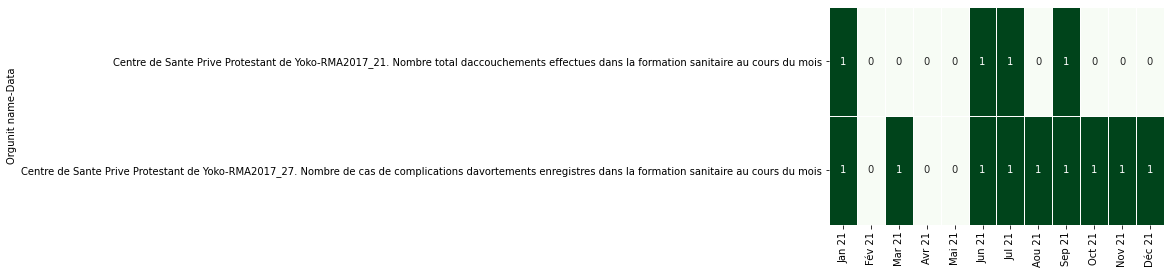 Orgunit name-Data
Centre de Sante Prive Protestant de Yoko-RMA2017_21. Nombre total daccouchements effectues dans la formation sanitaire au cours du mois
1 0 0 0 0 1 1 0 1 0 0 0
Centre de Sante Prive Protestant de Yoko-RMA2017_27. Nombre de cas de complications davortements enregistres dans la formation sanitaire au cours du mois
1 0 1 0 0 1 1 1 1 1 1 1
Jan 21
Fév 21
Mar 21
Avr 21
Mai 21
Jun 21
Jul 21
Aou 21
Sep 21
Oct 21
Nov 21
Déc 21